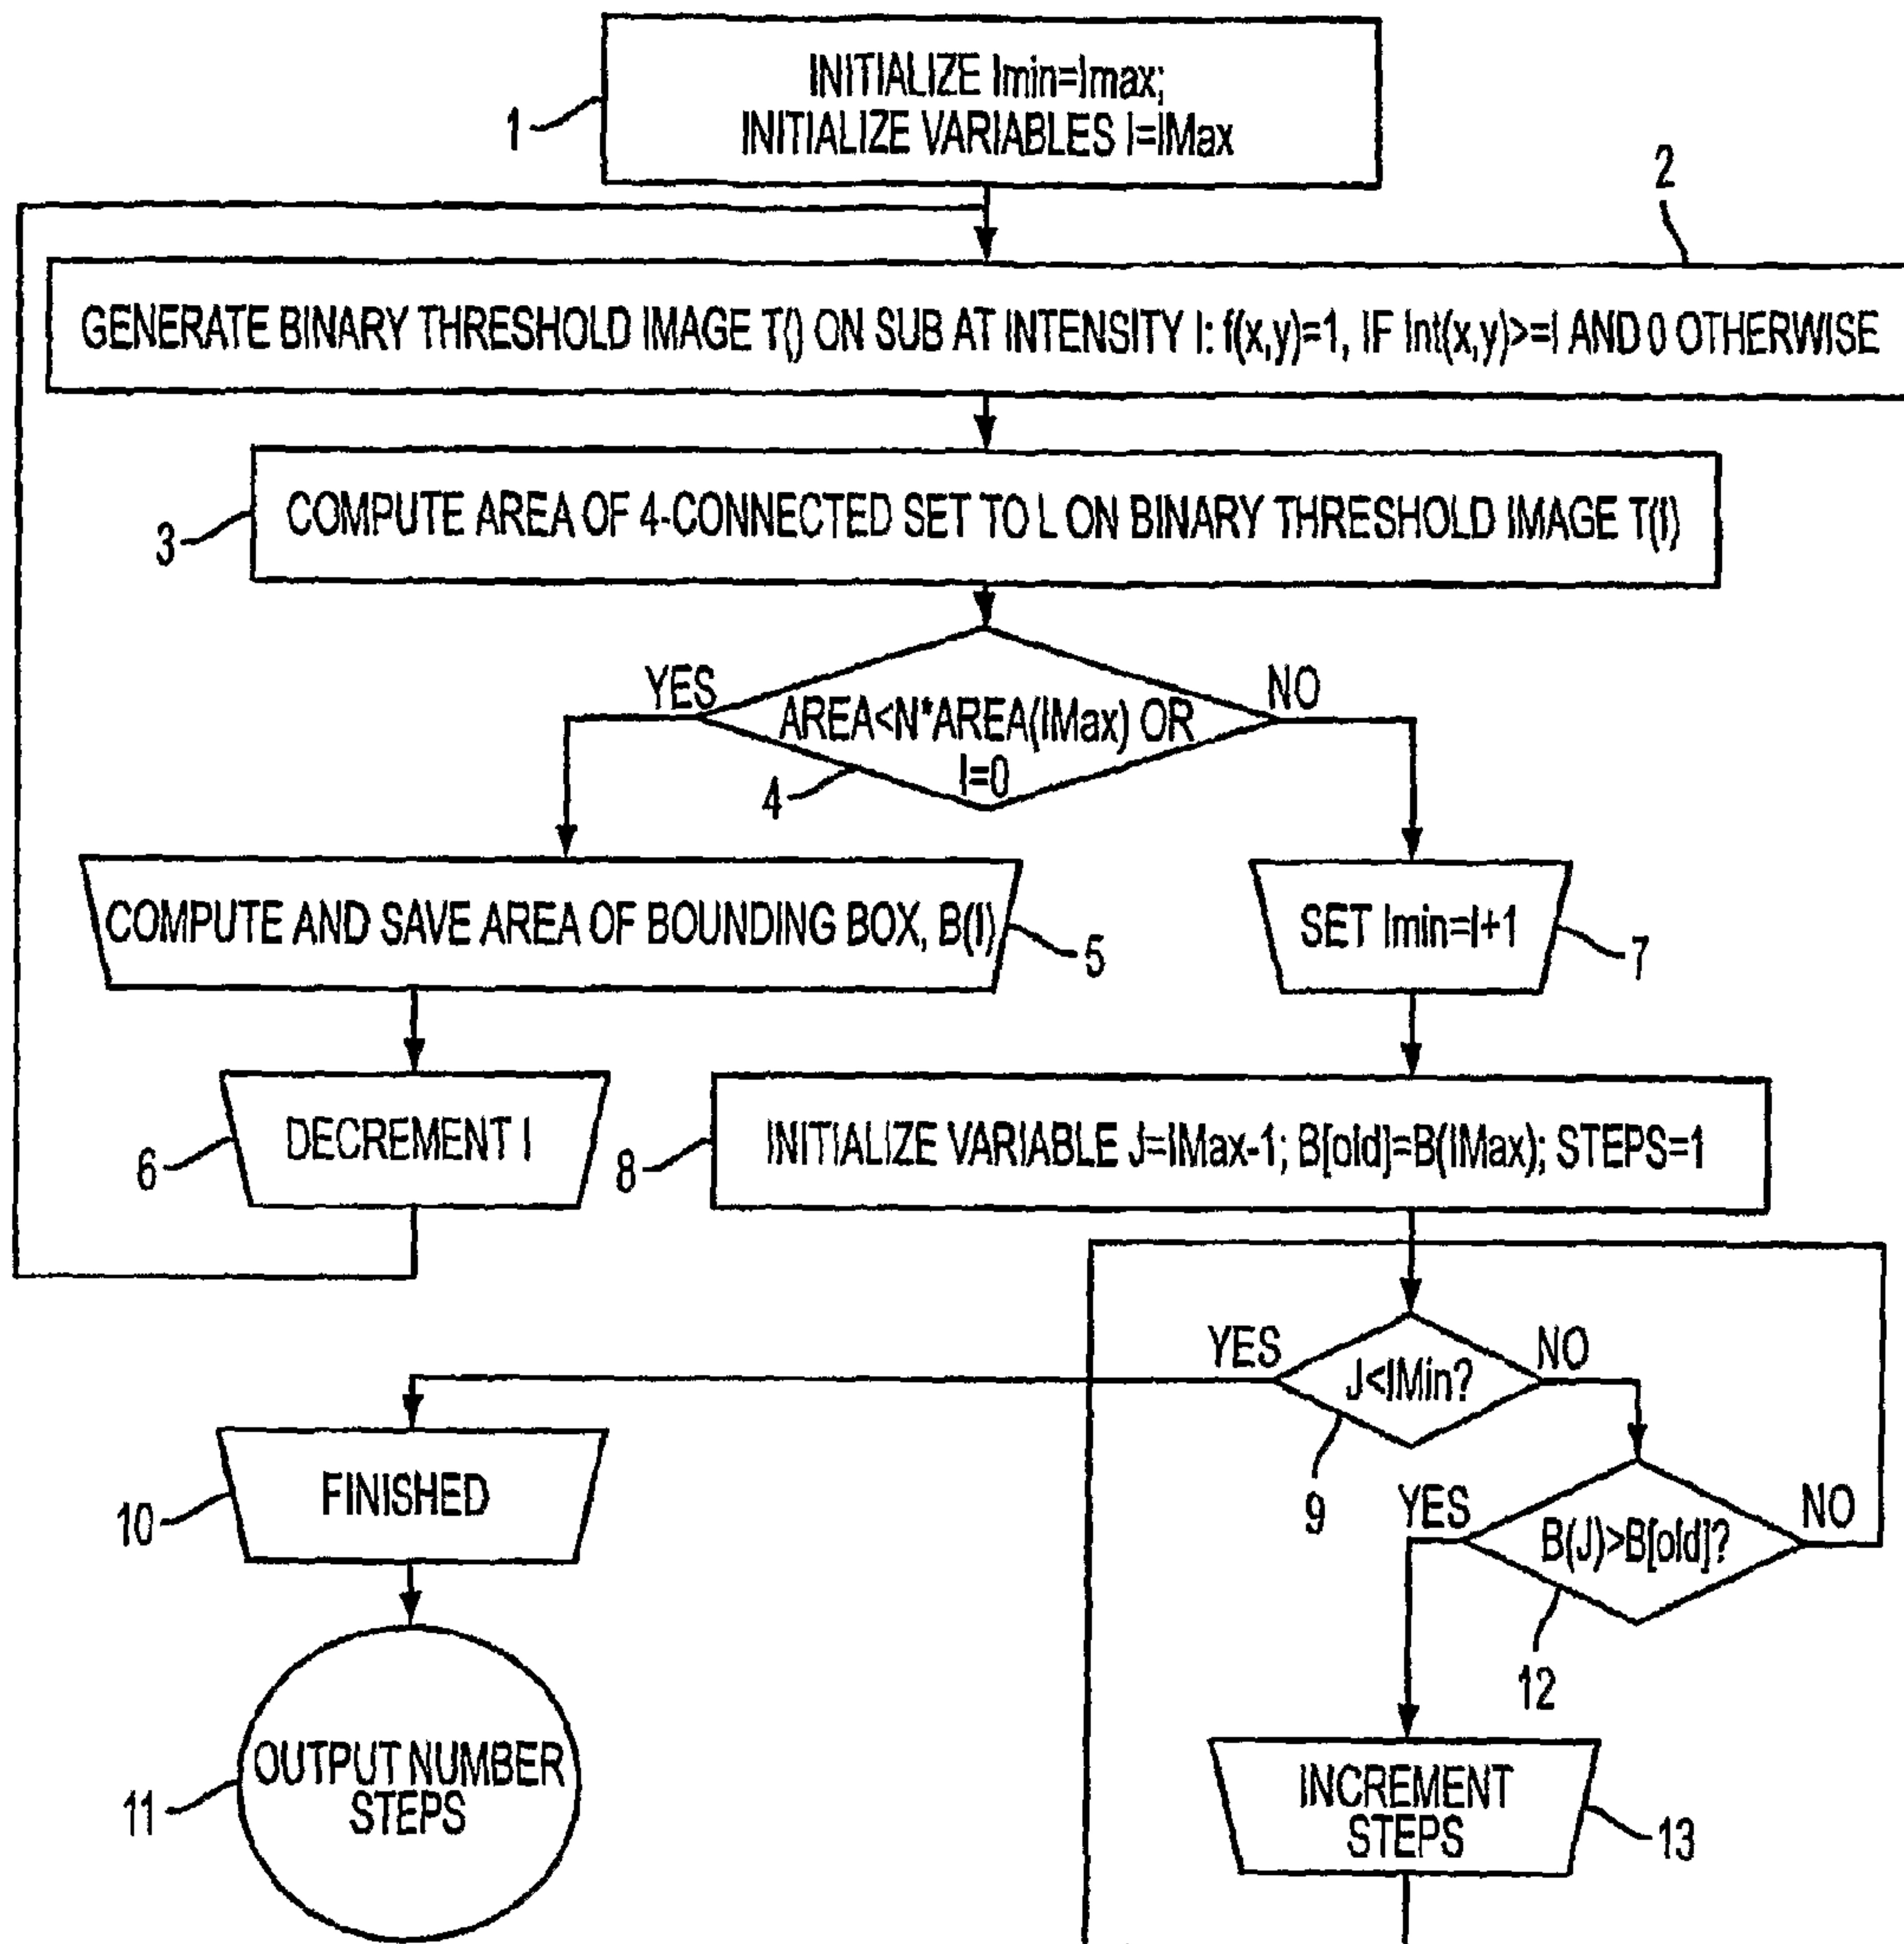 INITIALIZE Imin=Imax;
INITIALIZE VARIABLES I=IMax
1
2
GENERATE BINARY THRESHOLD IMAGE T() ON SUB AT INTENSITY I: f(x,y)=1, IF Int(x,y)>=I AND 0 OTHERWISE
3
COMPUTE AREA OF 4-CONNECTED SET TO L ON BINARY THRESHOLD IMAGE T(I)
YES
NO
AREA<N*AREA(IMax) OR
I=0
4
COMPUTE AND SAVE AREA OF BOUNDING BOX, B(I)
5
SET Imin=I+1
7
6
DECREMENT I
8
INITIALIZE VARIABLE J=IMax-1; B[old]=B(IMax); STEPS=1
YES
NO
J<IMin?
9
10
FINISHED
YES
NO
B(J)>B[old]?
12
11
OUTPUT NUMBER
STEPS
INCREMENT
STEPS
13